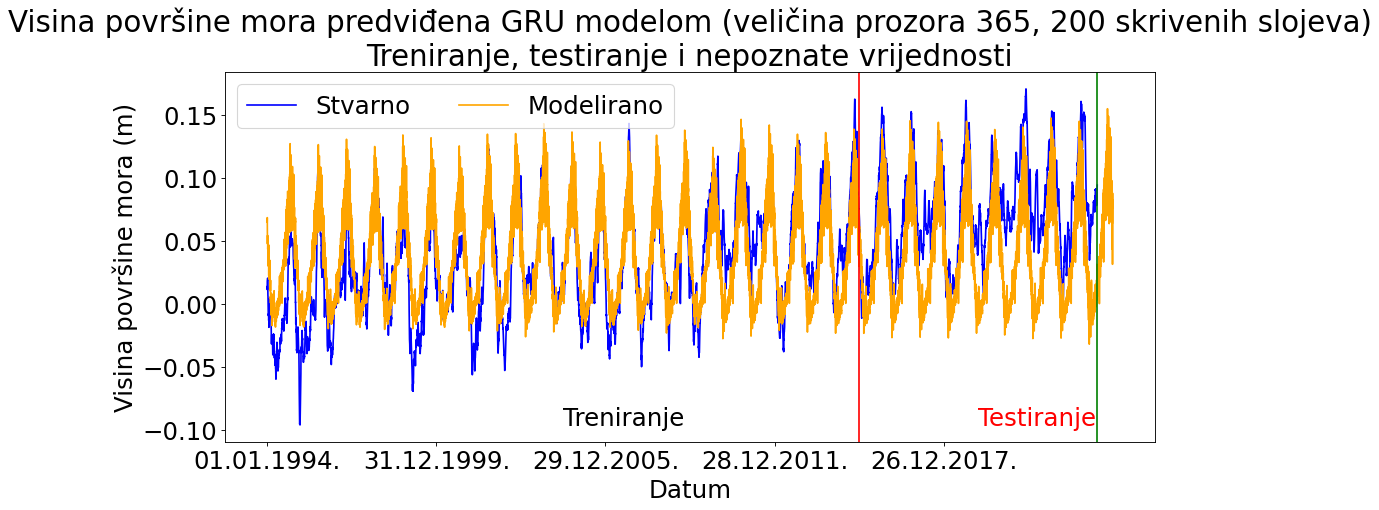 Visina površine mora predviđena GRU modelom (veličina prozora 365, 200 skrivenih slojeva)
Treniranje, testiranje i nepoznate vrijednosti
Stvarno Modelirano
Visina površine mora (m)
0.15
0.10
0.05
0.00
−0.05
−0.10
Treniranje Testiranje
01.01.1994. 31.12.1999. 29.12.2005. 28.12.2011. 26.12.2017.
Datum